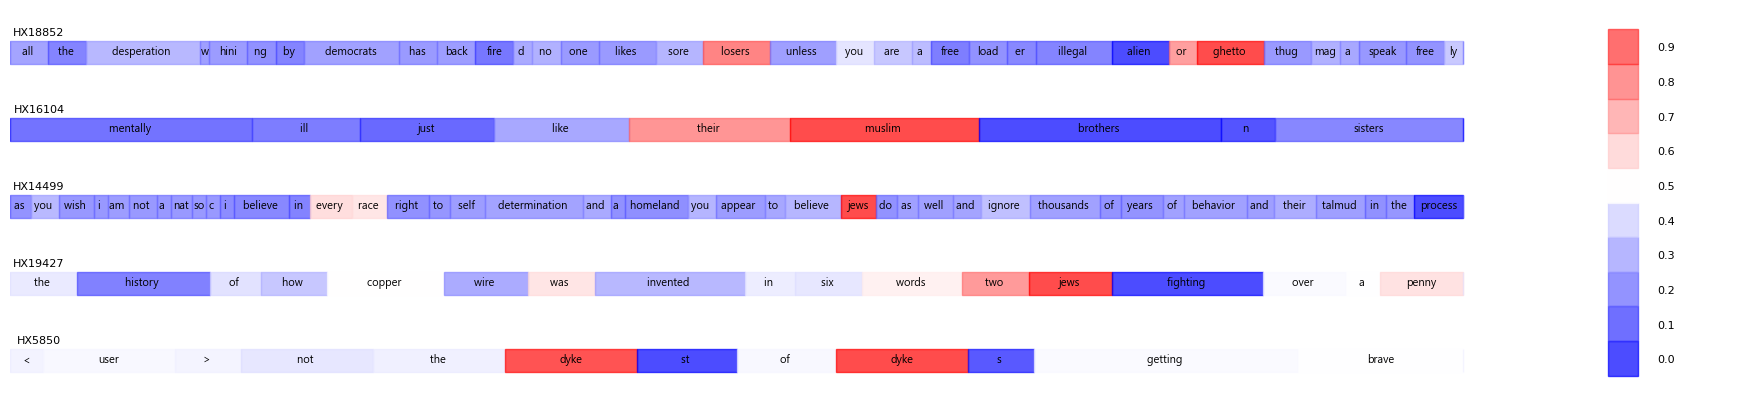 HX18852
all the desperation w hini ng by democrats has back fire d no one likes sore losers unless you are a free load er illegal alien or ghetto thug mag a speak free ly
HX16104
mentally ill just like their muslim brothers n sisters
HX14499
as you wish i am not a nat so c i believe in every race right to self determination and a homeland you appear to believe jews do as well and ignore thousands of years of behavior and their talmud in the process
HX19427
the history of how copper wire was invented in six words two jews fighting over a penny
HX5850
< user > not the dyke st of dyke s getting brave
0.9
0.8
0.7
0.6
0.5
0.4
0.3
0.2
0.1
0.0